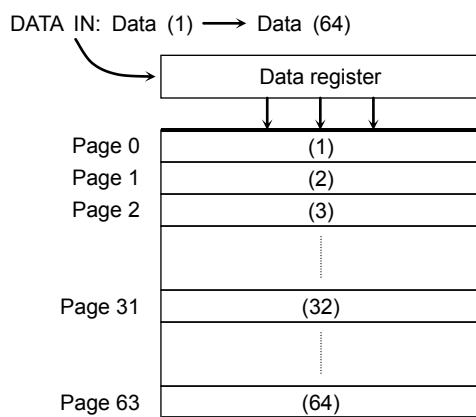 DATA IN: Data (1) ⟶ Data (64)
Data register
Page 0 (1)
Page 1 (2)
Page 2 (3)
Page 31 (32)
Page 63 (64)